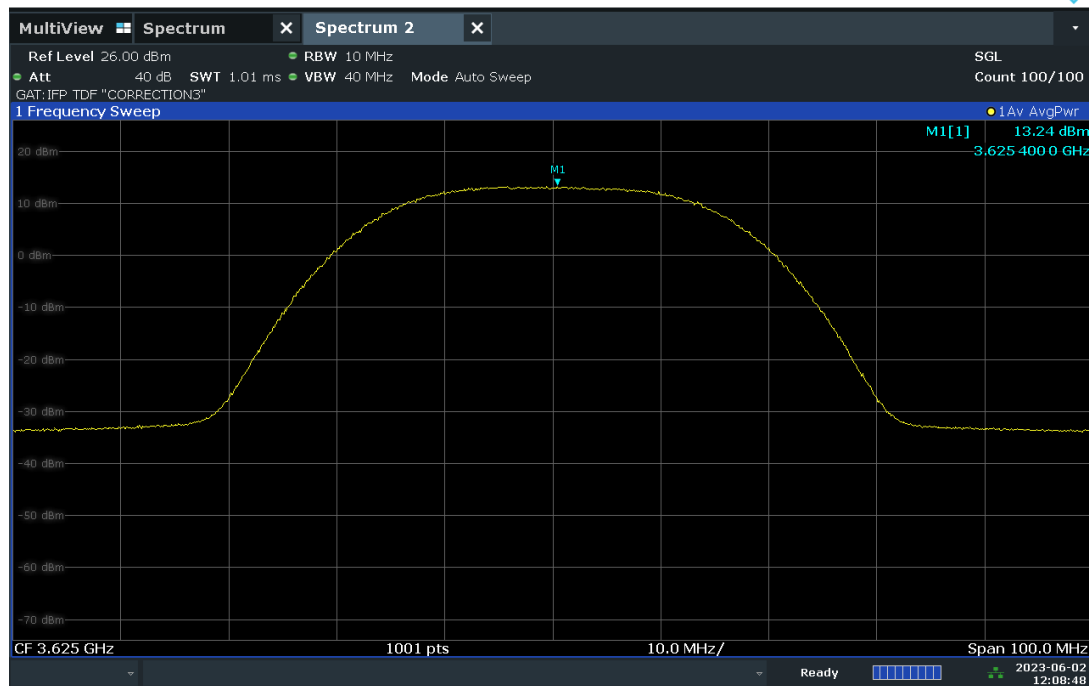 MultiView Spectrum X Spectrum 2 X
Ref Level 26.00 dBm RBW 10 MHz SGL
Att 40 dB SWT 1.01 ms VBW 40 MHz Mode Auto Sweep Count 100/100
GAT:IFP TDF "CORRECTION3"
1 Frequency Sweep 1Av AvgPwr
M1[1] 13.24 dBm
20 dBm 3.625 400 0 GHz
M1
10 dBm
0 dBm
-10 dBm
-20 dBm
-30 dBm
-40 dBm
-50 dBm
-60 dBm
-70 dBm
CF 3.625 GHz 1001 pts 10.0 MHz/ Span 100.0 MHz
Ready 2023-06-02
12:08:48